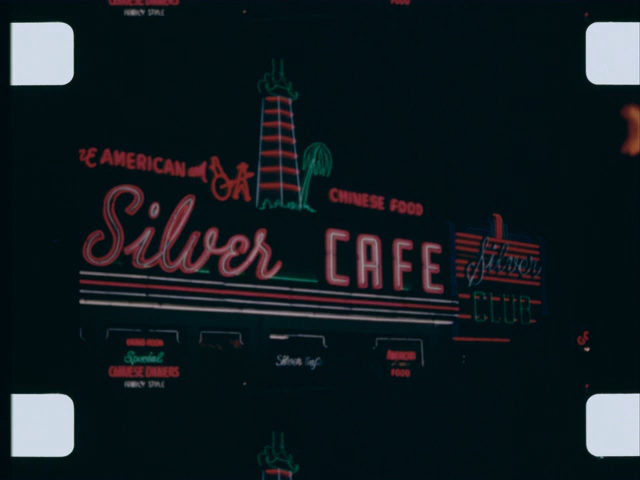 CHINESE DINNERS
FAMILY STYLE
FOOD
AMERICAN
CHINESE FOOD
Silver CAFE
Silver
CLUB
Special
CHINESE DINNERS
FAMILY STYLE
Silver Cafe
AMERICAN
FOOD